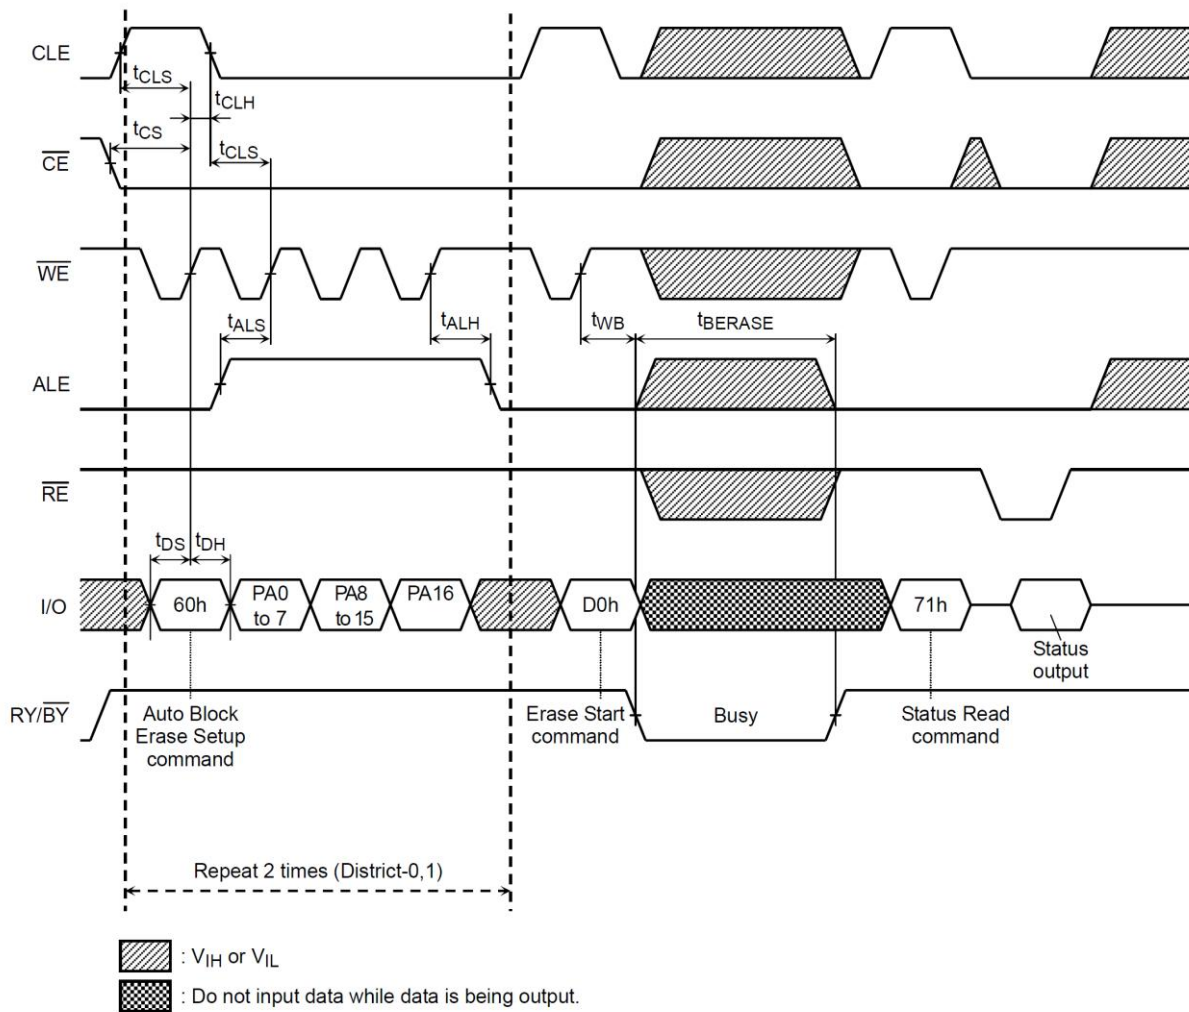 CLE
tCLS
tCLH
tCS
tCLS
CE
WE
tALS
tALH
tWB
tBERASE
ALE
RE
tDS
tDH
I/O
60h
PA0
to 7
PA8
to 15
PA16
D0h
71h
Status
output
RY/BY
Auto Block
Erase Setup
command
Erase Start
command
Busy
Status Read
command
Repeat 2 times (District-0,1)
: VIH or VIL
: Do not input data while data is being output.